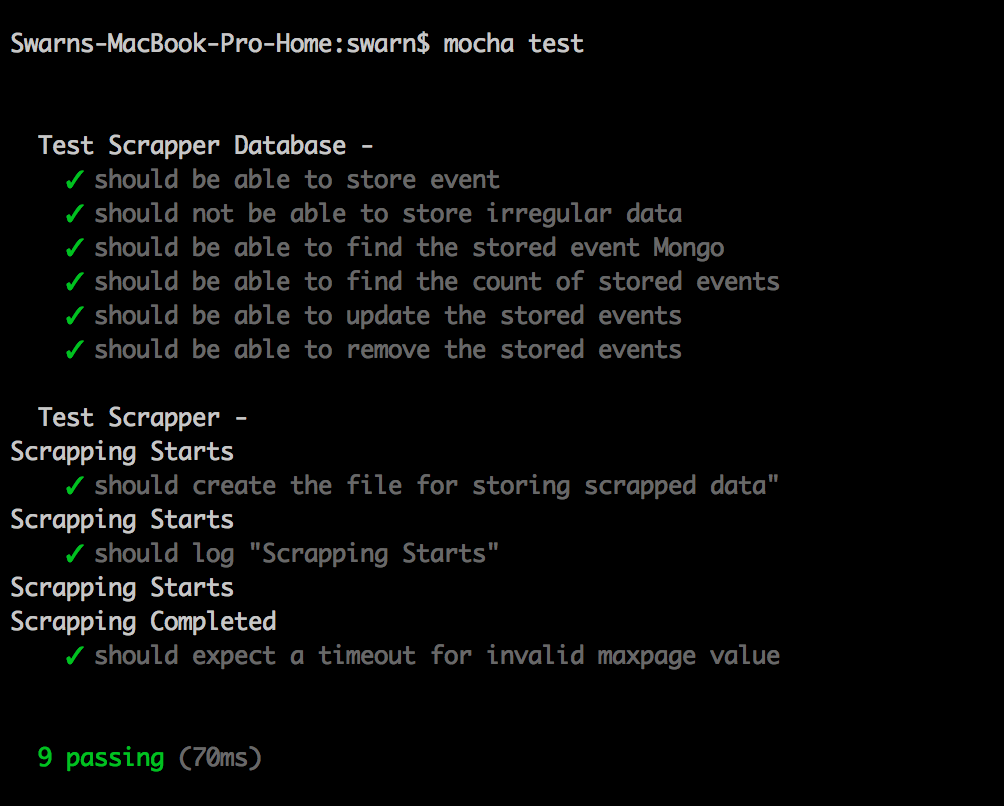 Swarns-MacBook-Pro-Home:swarn$ mocha test
Test Scrapper Database -
✓ should be able to store event
✓ should not be able to store irregular data
✓ should be able to find the stored event Mongo
✓ should be able to find the count of stored events
✓ should be able to update the stored events
✓ should be able to remove the stored events
Test Scrapper -
Scrapping Starts
✓ should create the file for storing scrapped data"
Scrapping Starts
✓ should log "Scrapping Starts"
Scrapping Starts
Scrapping Completed
✓ should expect a timeout for invalid maxpage value
9 passing (70ms)